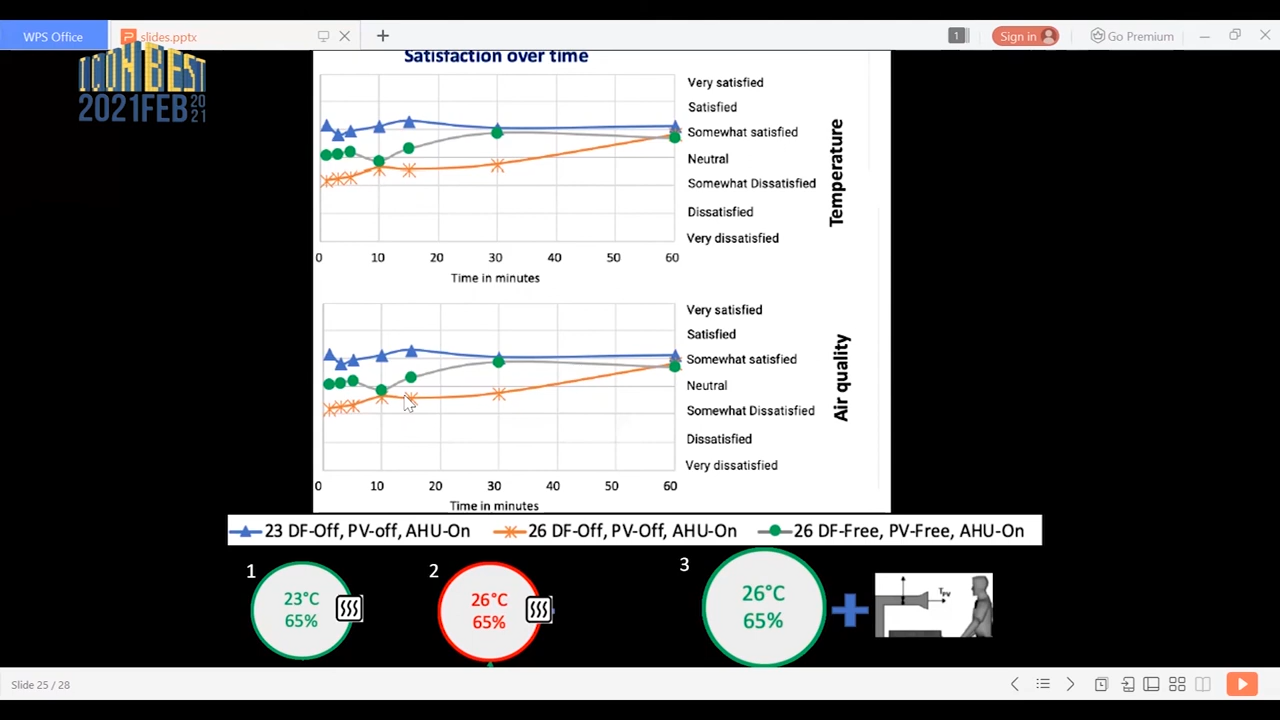 WPS Office
slides.pptx
1
Sign in
Go Premium
ICON BEST
2021FEB 20
21
Satisfaction over time
Very satisfied
Satisfied
Somewhat satisfied
Neutral
Somewhat Dissatisfied
Dissatisfied
Very dissatisfied
Temperature
0 10 20 30 40 50 60
Time in minutes
Very satisfied
Satisfied
Somewhat satisfied
Neutral
Somewhat Dissatisfied
Dissatisfied
Very dissatisfied
Air quality
0 10 20 30 40 50 60
Time in minutes
23 DF-Off, PV-off, AHU-On 26 DF-Off, PV-Off, AHU-On 26 DF-Free, PV-Free, AHU-On
1
23°C
65%
2
26°C
65%
3
26°C
65%
TPV
Slide 25 / 28